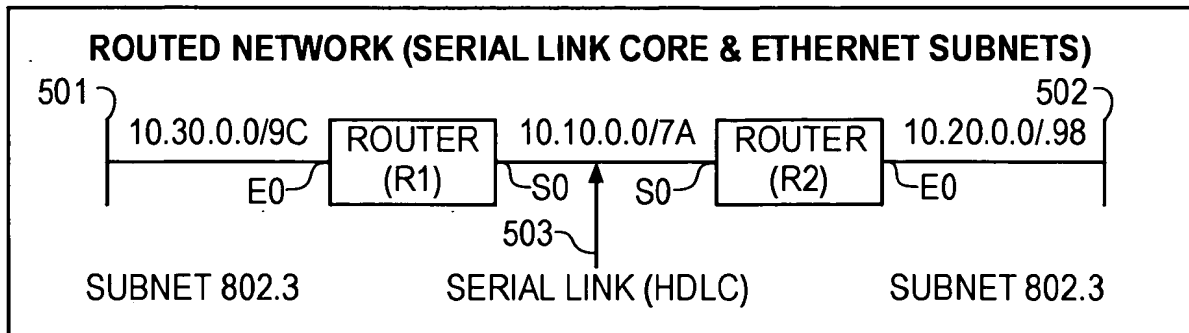 ROUTED NETWORK (SERIAL LINK CORE & ETHERNET SUBNETS)
501
502
10.30.0.0/9C
ROUTER
(R1)
10.10.0.0/7A
ROUTER
(R2)
10.20.0.0/.98
E0
S0
S0
E0
503
SUBNET 802.3
SERIAL LINK (HDLC)
SUBNET 802.3